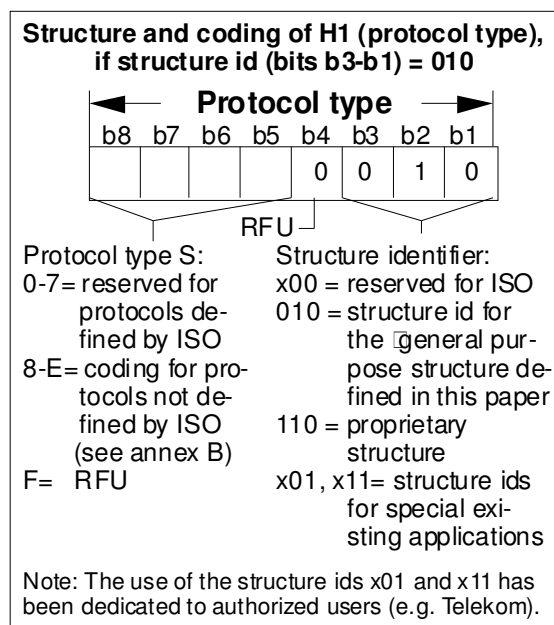 Structure and coding of H1 (protocol type),
if structure id (bits b3-b1) = 010
Protocol type
b8 b7 b6 b5 b4 b3 b2 b1
0 0 1 0
RFU
Protocol type S:
0-7= reserved for
protocols de-
fined by ISO
8-E= coding for pro-
tocols not de-
fined by ISO
(see annex B)
F= RFU
Structure identifier:
x00 = reserved for ISO
010 = structure id for
the general pur-
pose structure de-
fined in this paper
110 = proprietary
structure
x01, x11= structure ids
for special exi-
sting applications
Note: The use of the structure ids x01 and x11 has
been dedicated to authorized users (e.g. Telekom).